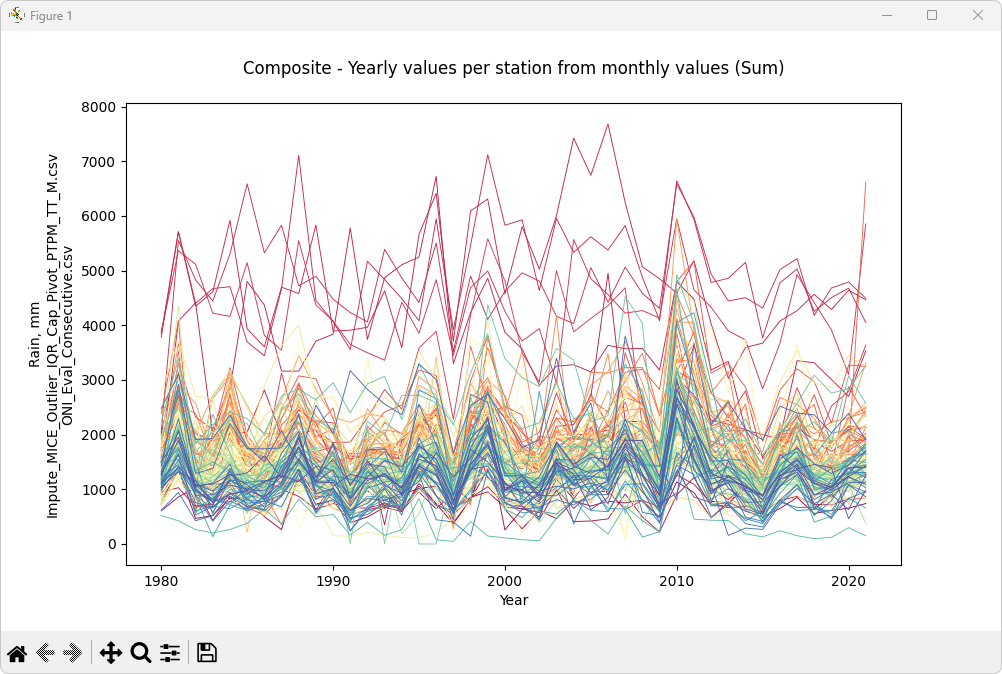 Figure 1
Composite - Yearly values per station from monthly values (Sum)
Rain, mm
Impute_MICE_Outlier_IQR_Cap_Pivot_PTPM_TT_M.csv
ONI_Eval_Consecutive.csv
8000
7000
6000
5000
4000
3000
2000
1000
0
1980
1990
2000
2010
2020
Year